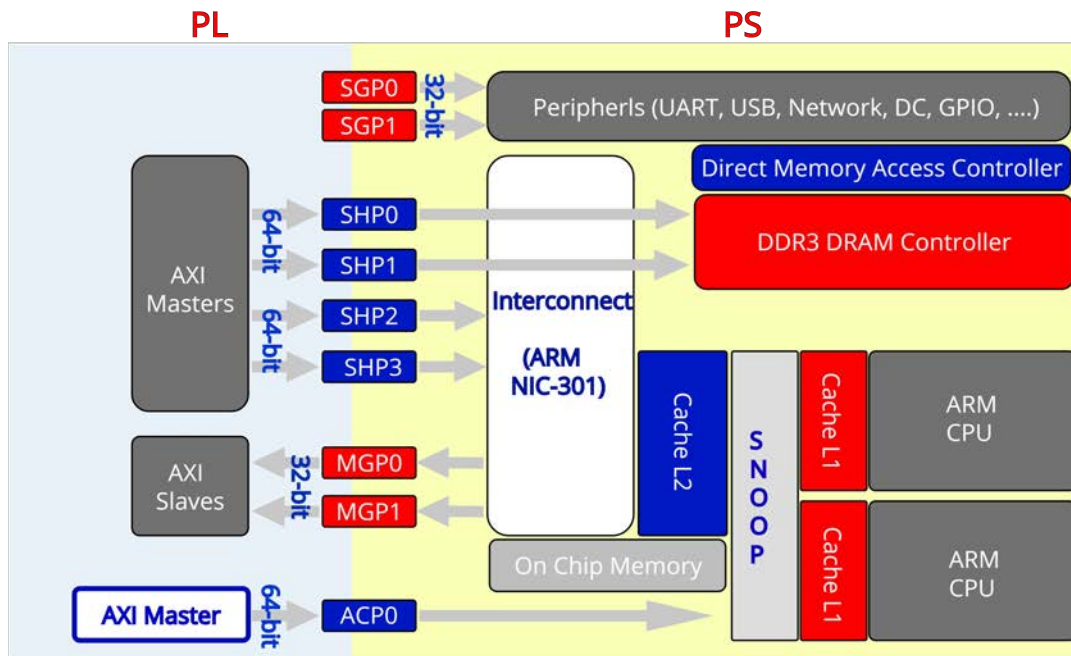 PL
PS
SGP0
32-bit
SGP1
Peripherls (UART, USB, Network, DC, GPIO, ....)
Direct Memory Access Controller
AXI
Masters
64-bit
SHP0
SHP1
64-bit
SHP2
SHP3
DDR3 DRAM Controller
Interconnect
(ARM
NIC-301)
Cache L2
SNOOP
Cache L1
ARM
CPU
AXI
Slaves
32-bit
MGP0
MGP1
On Chip Memory
Cache L1
ARM
CPU
AXI Master
64-bit
ACP0